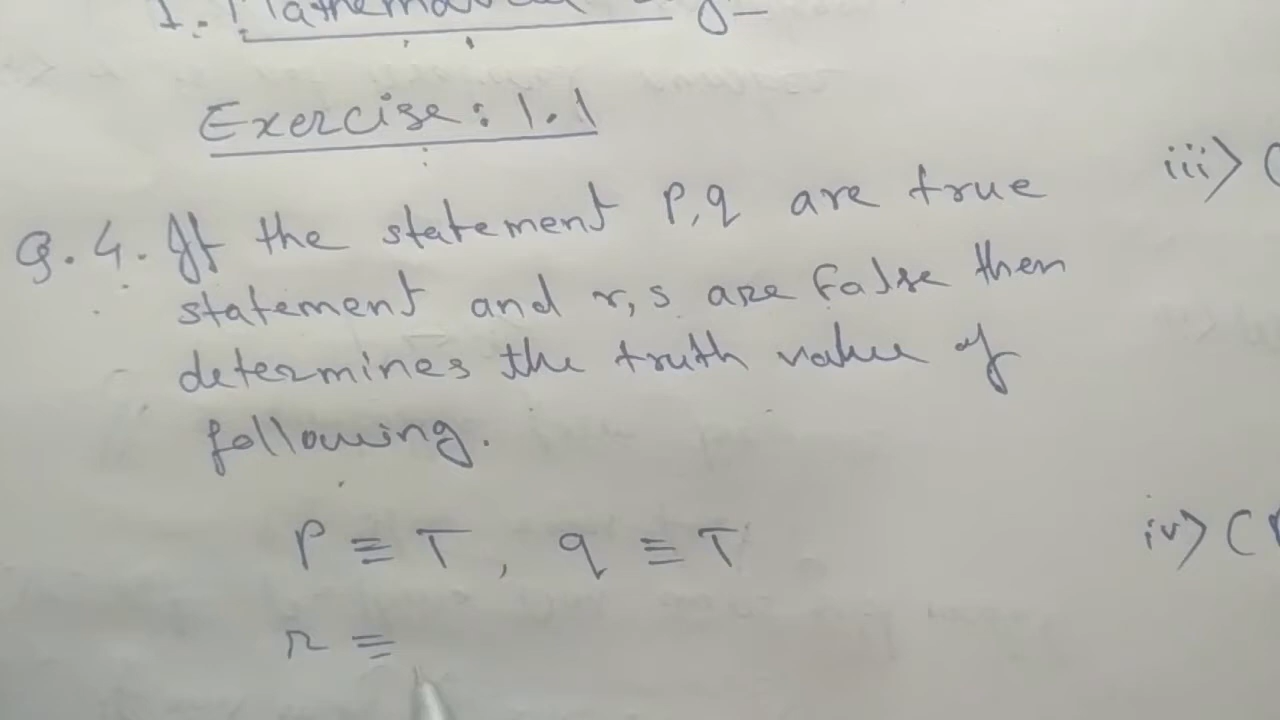 Exercise: 1.1
Q.4. If the statement p,q are true
statement and r,s are false then
determines the truth value of
following.
p ≡ T, q ≡ T
r ≡
iii) (
iv) (